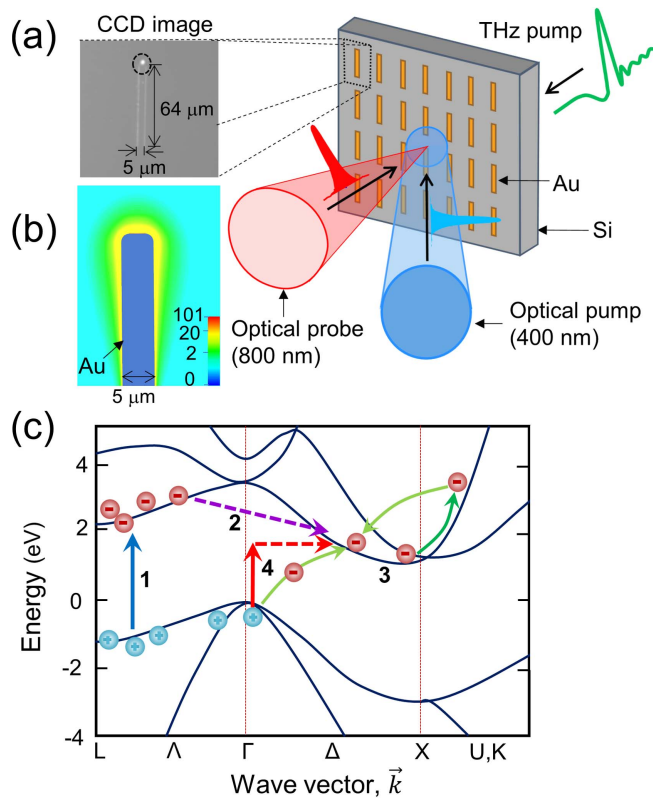 (a)
CCD image
64 μm
5 μm
THz pump
Au
Si
Optical probe
(800 nm)
Optical pump
(400 nm)
(b)
101
20
2
0
Au
5 μm
(c)
Energy (eV)
4
2
0
-2
-4
1
2
3
4
L Λ Γ Δ X U,K
Wave vector, \vec{k}